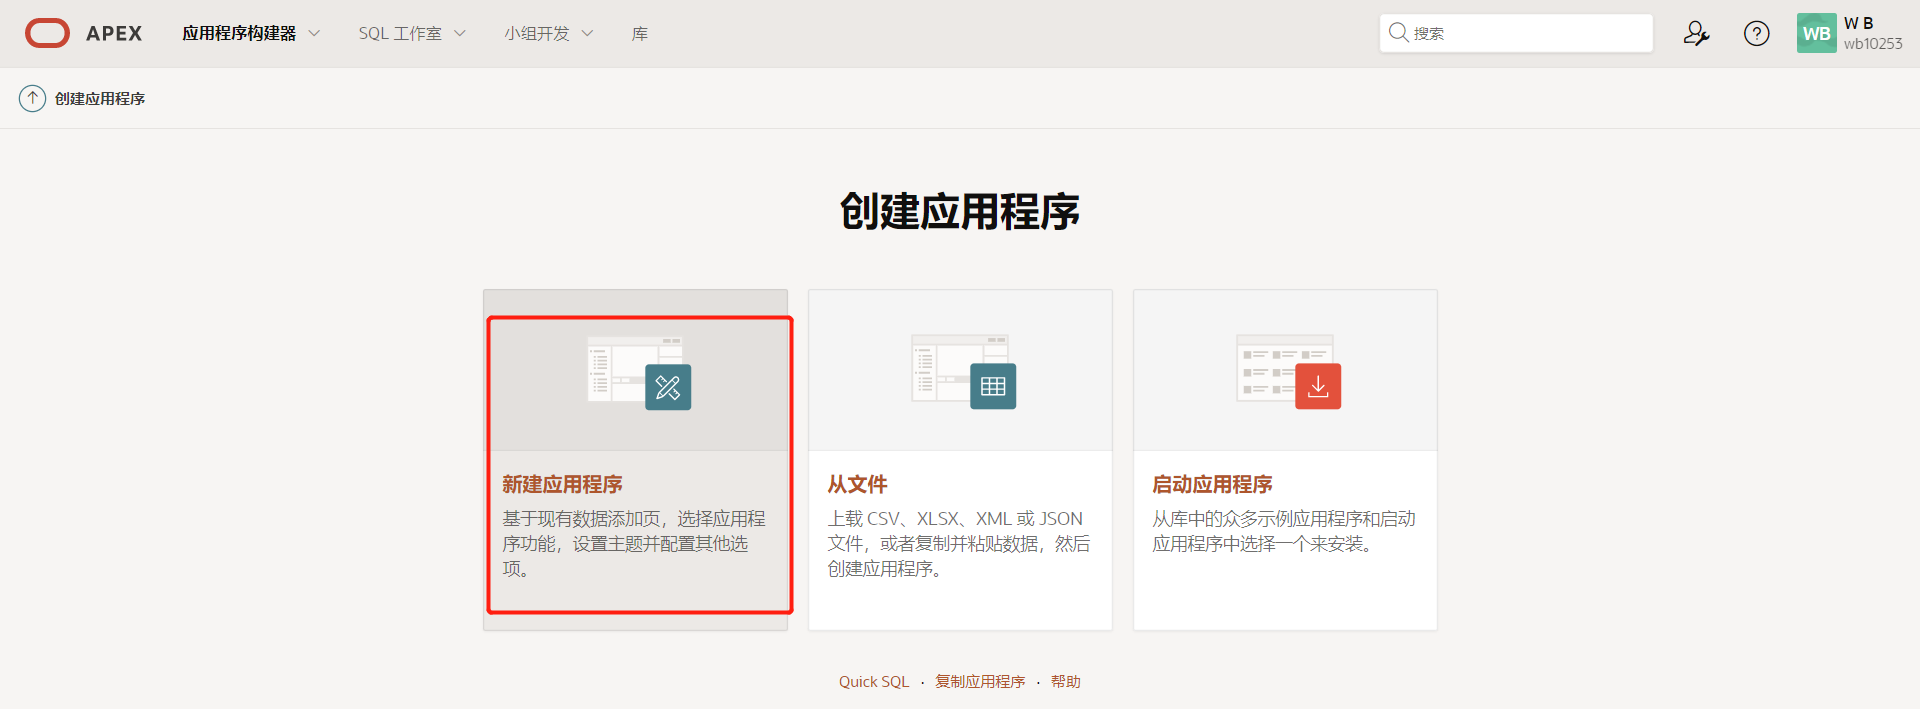 APEX 应用程序构建器 SQL 工作室 小组开发 库 搜索 WB W B
wb10253
创建应用程序
创建应用程序
新建应用程序
基于现有数据添加页，选择应用程
序功能，设置主题并配置其他选
项。
从文件
上载 CSV、XLSX、XML 或 JSON
文件，或者复制并粘贴数据，然后
创建应用程序。
启动应用程序
从库中的众多示例应用程序和启动
应用程序中选择一个来安装。
Quick SQL · 复制应用程序 · 帮助